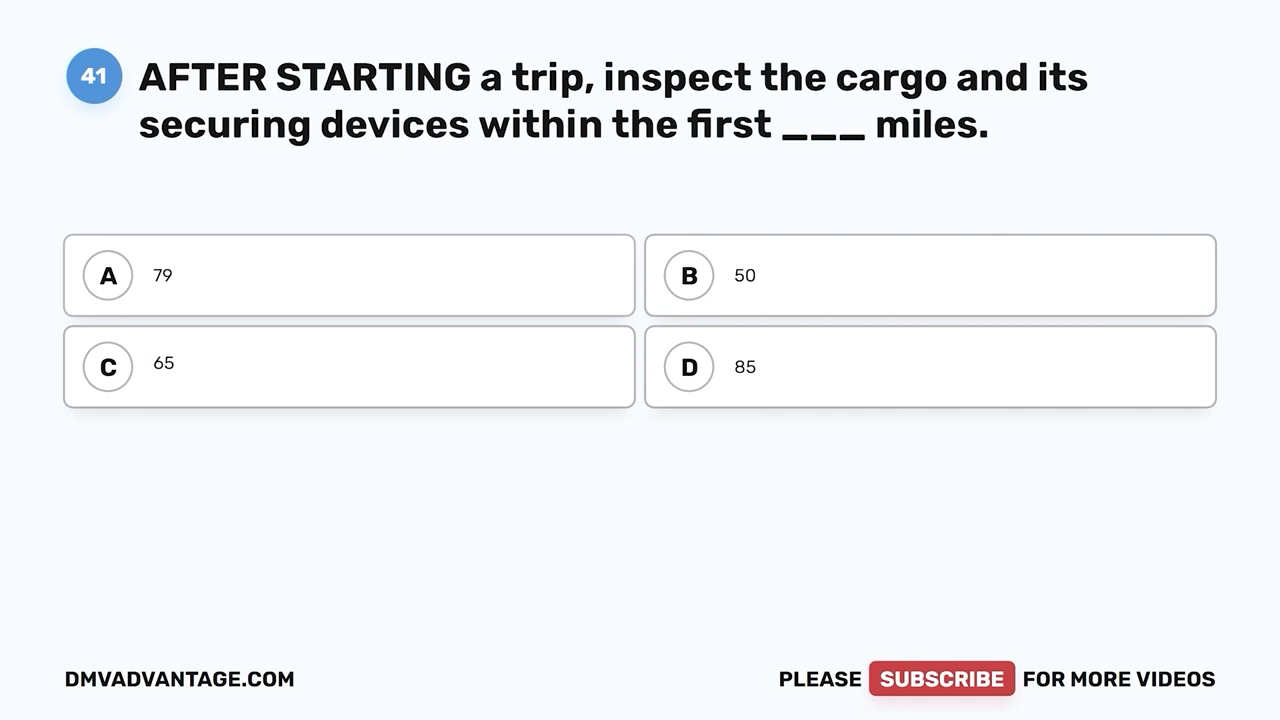 41
AFTER STARTING a trip, inspect the cargo and its
securing devices within the first ___ miles.
A 79
B 50
C 65
D 85
DMVADVANTAGE.COM
PLEASE SUBSCRIBE FOR MORE VIDEOS